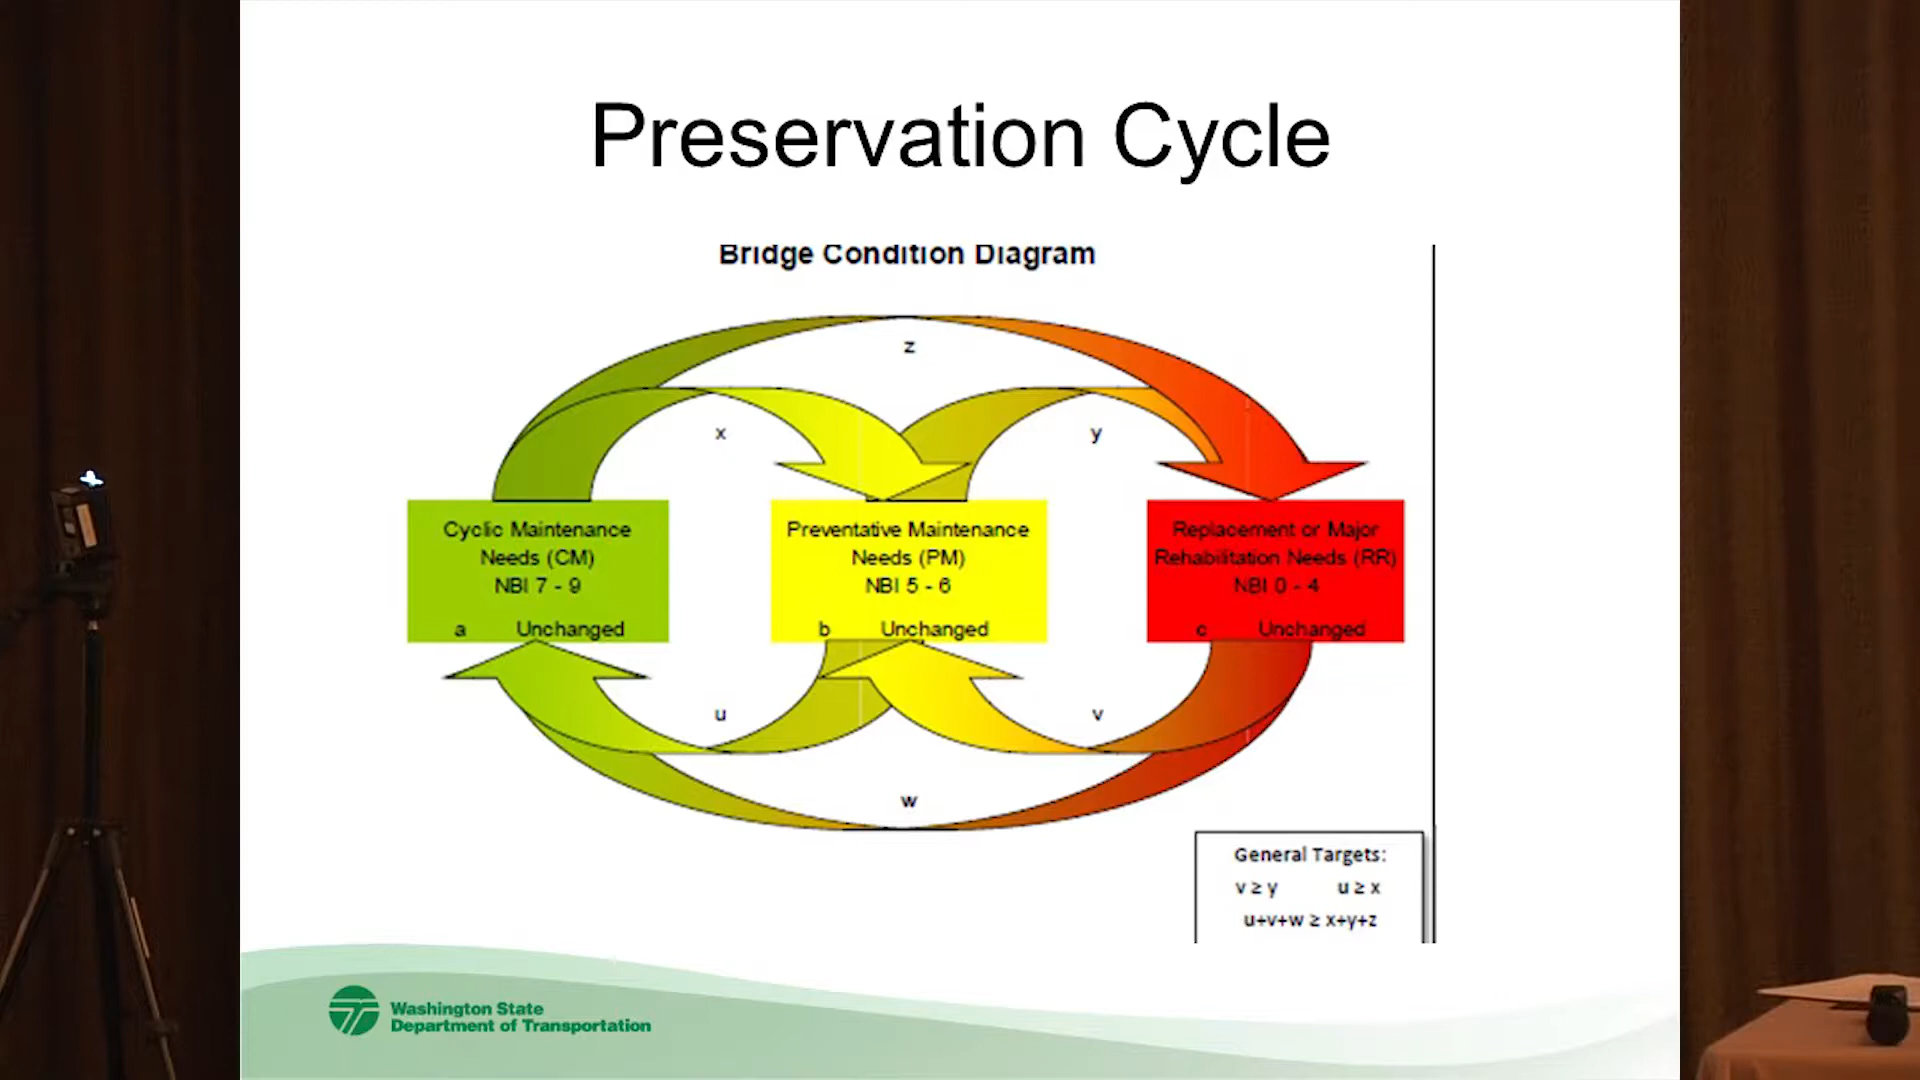 Preservation Cycle
Bridge Condition Diagram
z
x
y
Cyclic Maintenance
Needs (CM)
NBI 7 - 9
a Unchanged
Preventative Maintenance
Needs (PM)
NBI 5 - 6
b Unchanged
Replacement or Major
Rehabilitation Needs (RR)
NBI 0 - 4
c Unchanged
u
v
w
General Targets:
v ≥ y u ≥ x
u+v+w ≥ x+y+z
Washington State
Department of Transportation